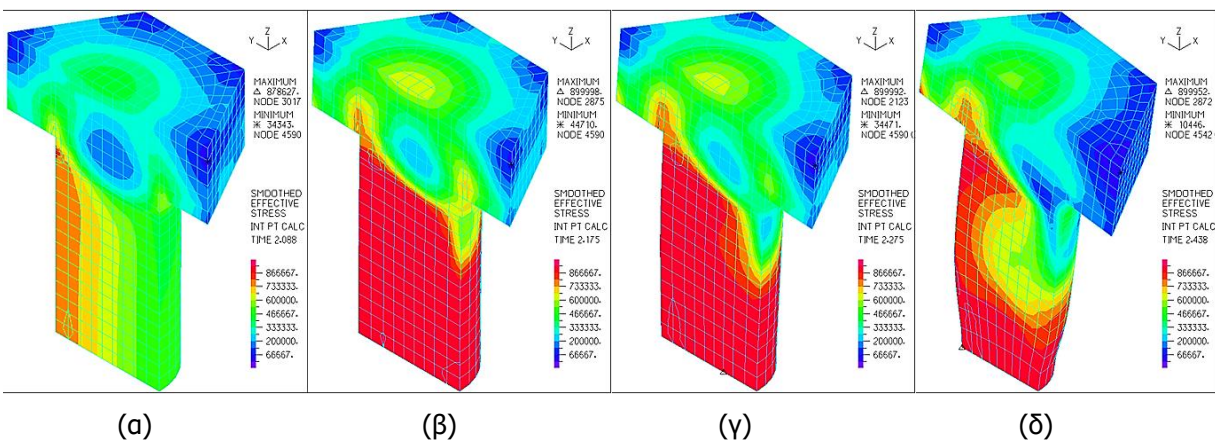 Z
Y X
MAXIMUM
△ 878627.
NODE 3017
MINIMUM
* 34343.
NODE 4590
SMOOTHED
EFFECTIVE
STRESS
INT PT CALC
TIME 2.088
866667.
733333.
600000.
466667.
333333.
200000.
66667.
Z
Y X
MAXIMUM
△ 899998.
NODE 2875
MINIMUM
* 44710.
NODE 4590
SMOOTHED
EFFECTIVE
STRESS
INT PT CALC
TIME 2.175
866667.
733333.
600000.
466667.
333333.
200000.
66667.
Z
Y X
MAXIMUM
△ 899992.
NODE 2123
MINIMUM
* 34471.
NODE 4590
SMOOTHED
EFFECTIVE
STRESS
INT PT CALC
TIME 2.275
866667.
733333.
600000.
466667.
333333.
200000.
66667.
Z
Y X
MAXIMUM
△ 899952.
NODE 2872
MINIMUM
* 10446.
NODE 4542
SMOOTHED
EFFECTIVE
STRESS
INT PT CALC
TIME 2.438
866667.
733333.
600000.
466667.
333333.
200000.
66667.
(α) (β) (γ) (δ)